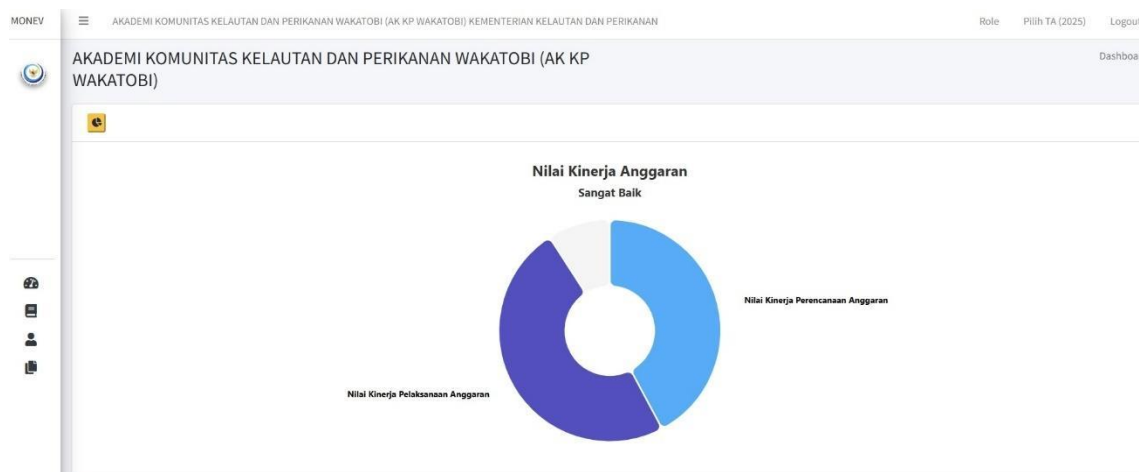 MONEV
AKADEMI KOMUNITAS KELAUTAN DAN PERIKANAN WAKATOBI (AK KP WAKATOBI) KEMENTERIAN KELAUTAN DAN PERIKANAN
Role
Pilih TA (2025)
Logout
AKADEMI KOMUNITAS KELAUTAN DAN PERIKANAN WAKATOBI (AK KP
WAKATOBI)
Dashboa
Nilai Kinerja Anggaran
Sangat Baik
Nilai Kinerja Perencanaan Anggaran
Nilai Kinerja Pelaksanaan Anggaran